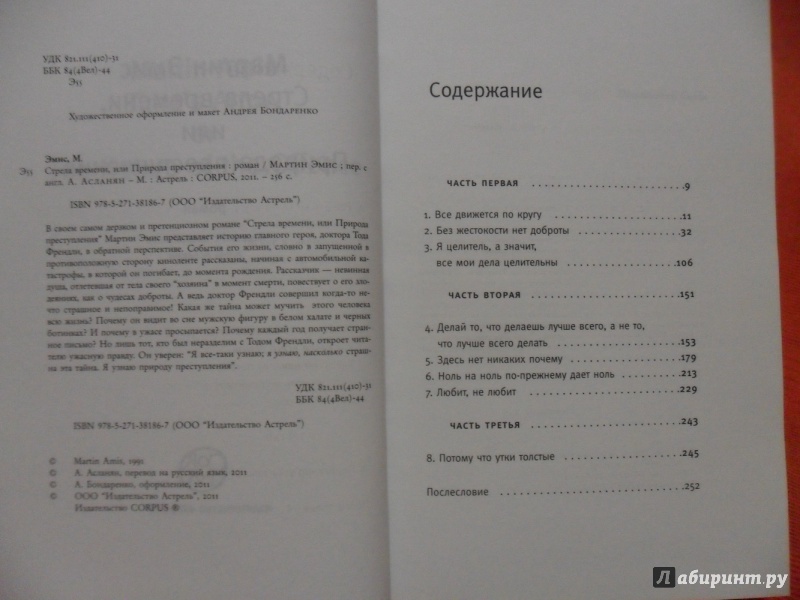 УДК 821.111(410)-31
ББК 84(4Вел)-44
Э55
Художественное оформление и макет Андрея Бондаренко
Эмис, М.
Э55 Стрела времени, или Природа преступления : роман / Мартин Эмис ; пер. с
англ. А. Асланян – М. : Астрель : CORPUS, 2011. – 256 с.
ISBN 978-5-271-38186-7 (ООО "Издательство Астрель")
В своем самом дерзком и претенциозном романе "Стрела времени, или Природа
преступления" Мартин Эмис представляет историю главного героя, доктора Тода
Френдли, в обратной перспективе. События его жизни, словно в запущенной в
противоположную сторону киноленте рассказаны, начиная с автомобильной ка-
тастрофы, в которой он погибает, до момента рождения. Рассказчик — невинная
душа, отлетевшая от тела своего "хозяина" в момент смерти, повествует о его зло-
деяниях, как о чудесах доброты. А ведь доктор Френдли совершил когда-то не-
что страшное и непоправимое! Какая же тайна может мучить этого человека
всю жизнь? Почему он видит во сне мужскую фигуру в белом халате и черных
ботинках? И почему в ужасе просыпается? Почему каждый год получает стран-
ное письмо? Но лишь тот, кто был неразделим с Тодом Френдли, откроет чита-
телю ужасную правду. Он уверен: "Я все-таки узнаю; я узнаю, насколько страш-
на эта тайна. Я узнаю природу преступления".
УДК 821.111(410)-31
ББК 84(4Вел)-44
ISBN 978-5-271-38186-7 (ООО "Издательство Астрель")
© Martin Amis, 1991
© А. Асланян, перевод на русский язык, 2011
© А. Бондаренко, оформление, 2011
© ООО "Издательство Астрель", 2011
Издательство CORPUS ®
Содержание
ЧАСТЬ ПЕРВАЯ 9
1. Все движется по кругу 11
2. Без жестокости нет доброты 32
3. Я целитель, а значит,
все мои дела целительны 106
ЧАСТЬ ВТОРАЯ 151
4. Делай то, что делаешь лучше всего, а не то,
что лучше всего делать 153
5. Здесь нет никаких почему 179
6. Ноль на ноль по-прежнему дает ноль 213
7. Любит, не любит 229
ЧАСТЬ ТРЕТЬЯ 243
8. Потому что утки толстые 245
Послесловие 252
Лабиринт.ру